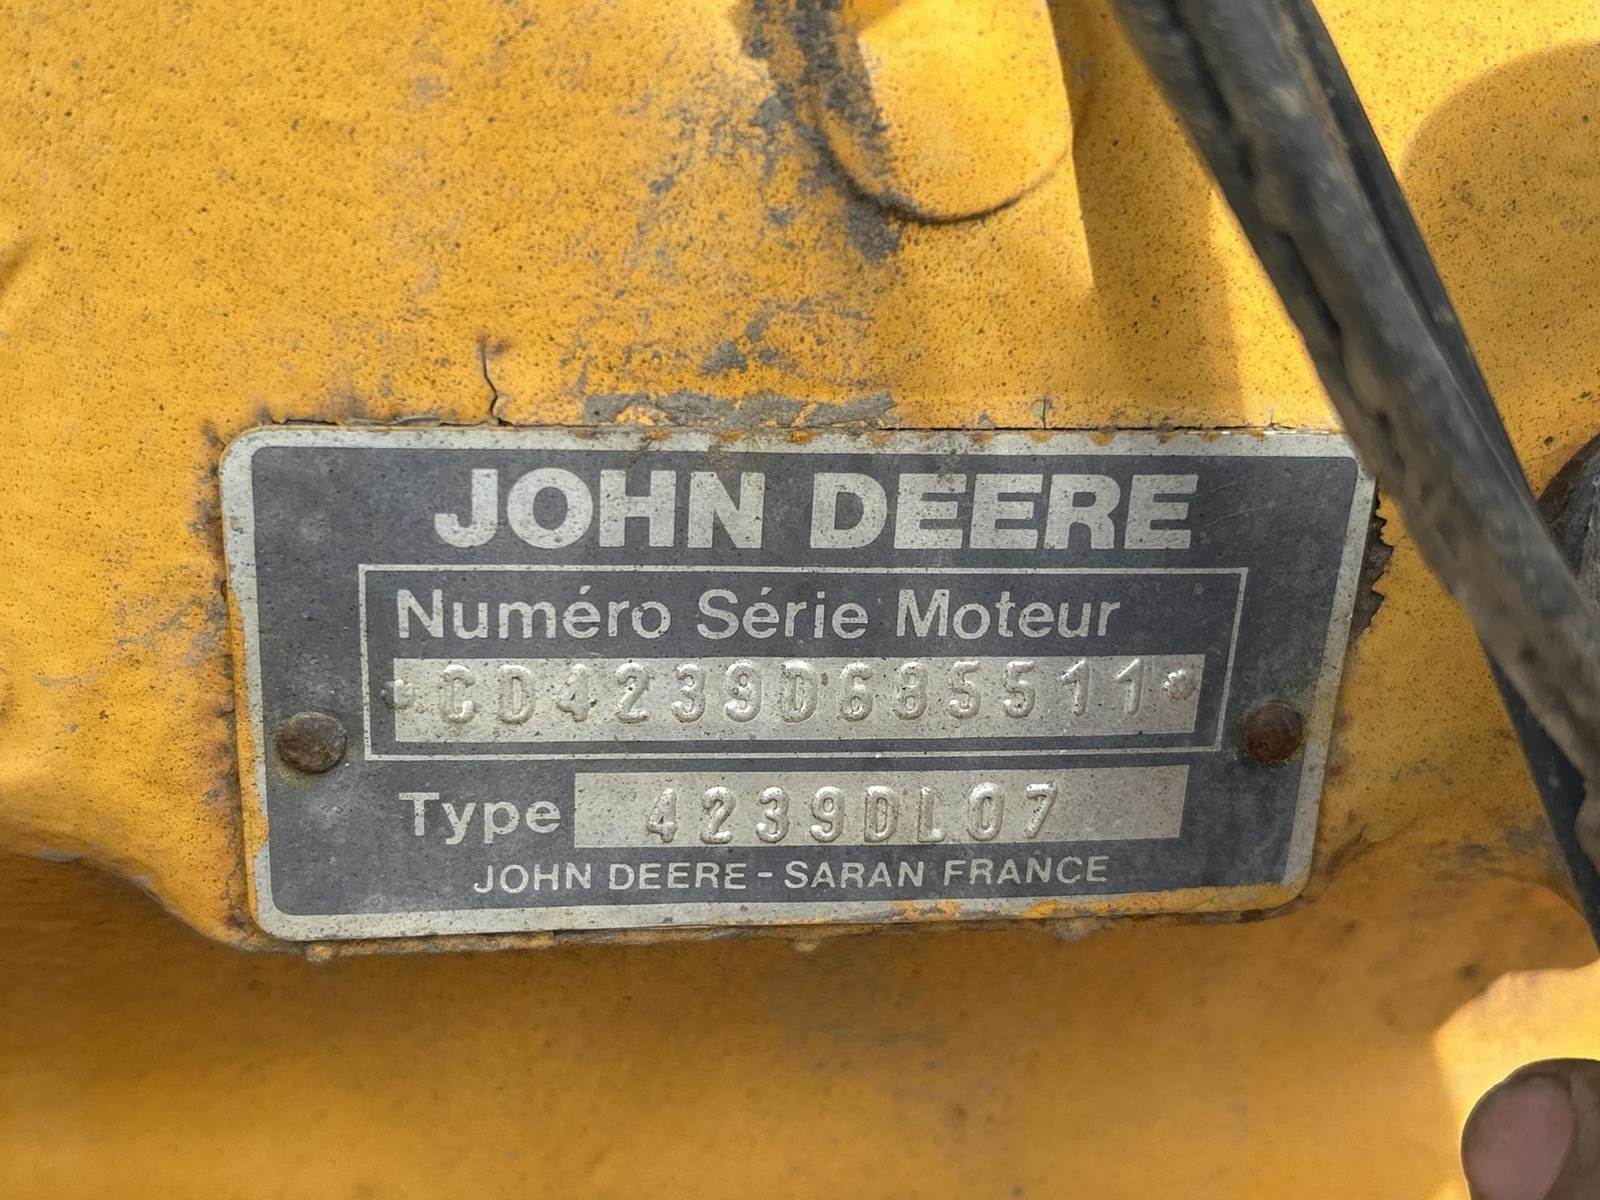 JOHN DEERE
Numéro Série Moteur
*CD4239D685511*
Type 4239DL07
JOHN DEERE - SARAN FRANCE